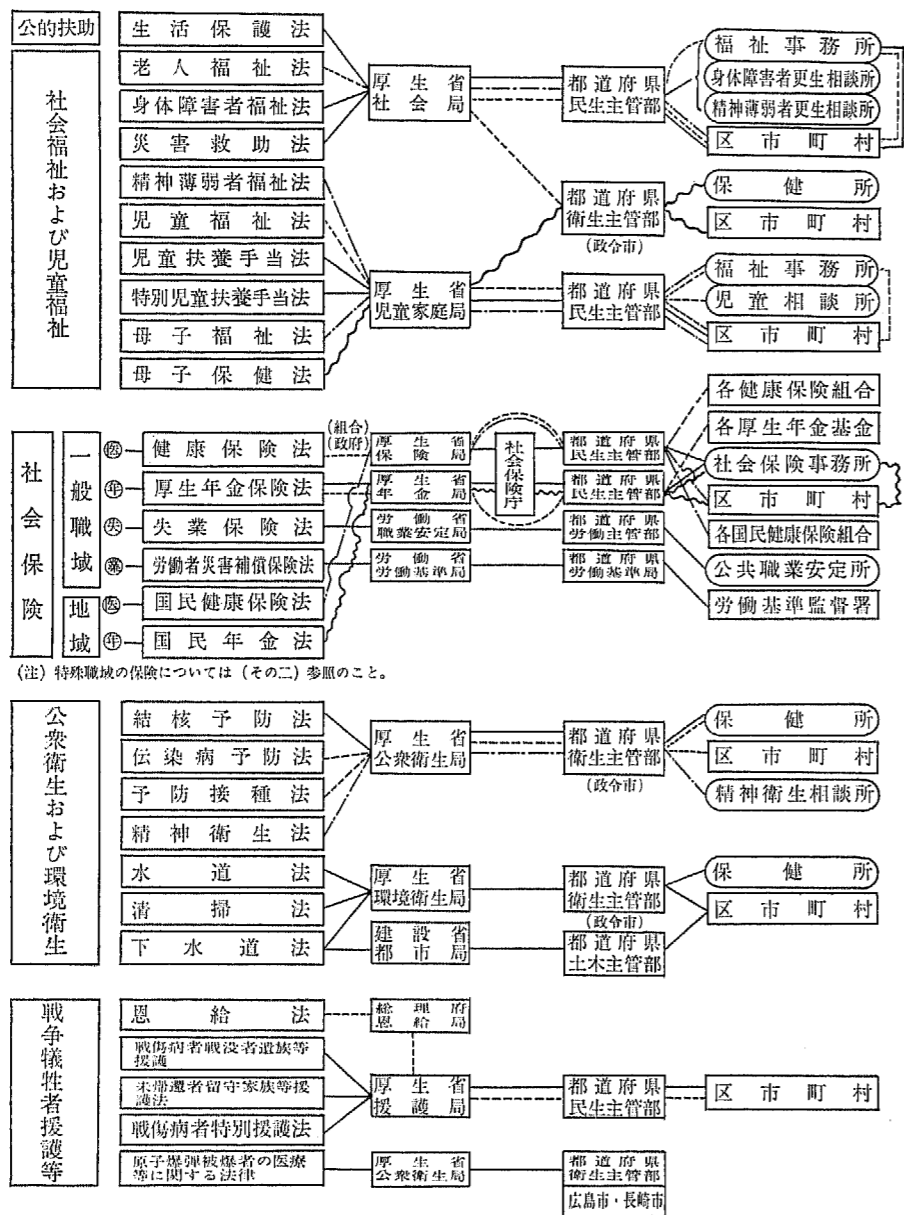 公的扶助
社会福祉および児童福祉
生活保護法
老人福祉法
身体障害者福祉法
災害救助法
精神薄弱者福祉法
児童福祉法
児童扶養手当法
特別児童扶養手当法
母子福祉法
母子保健法
厚生省
社会局
厚生省
児童家庭局
都道府県
民生主管部
都道府県
衛生主管部
(政令市)
都道府県
民生主管部
福祉事務所
身体障害者更生相談所
精神薄弱者更生相談所
区市町村
保健所
区市町村
福祉事務所
児童相談所
区市町村
社会保険
一般職域
地域
医
年
失
業
医
年
健康保険法
厚生年金保険法
失業保険法
労働者災害補償保険法
国民健康保険法
国民年金法
(組合)
(政府)
厚生省
保険局
厚生省
年金局
労働省
職業安定局
労働省
労働基準局
社会保険庁
都道府県
民生主管部
都道府県
民生主管部
都道府県
労働主管部
都道府県
労働基準局
各健康保険組合
各厚生年金基金
社会保険事務所
区市町村
各国民健康保険組合
公共職業安定所
労働基準監督署
(注) 特殊職域の保険については(その二)参照のこと。
公衆衛生および環境衛生
結核予防法
伝染病予防法
予防接種法
精神衛生法
水道法
清掃法
下水道法
厚生省
公衆衛生局
厚生省
環境衛生局
建設省
都市局
都道府県
衛生主管部
(政令市)
都道府県
衛生主管部
(政令市)
都道府県
土木主管部
保健所
区市町村
精神衛生相談所
保健所
区市町村
戦争犠牲者援護等
恩給法
戦傷病者戦没者遺族等
援護
未帰還者留守家族等援
護法
戦傷病者特別援護法
原子爆弾被爆者の医療
等に関する法律
総理府
恩給局
厚生省
援護局
厚生省
公衆衛生局
都道府県
民生主管部
都道府県
衛生主管部
広島市・長崎市
区市町村